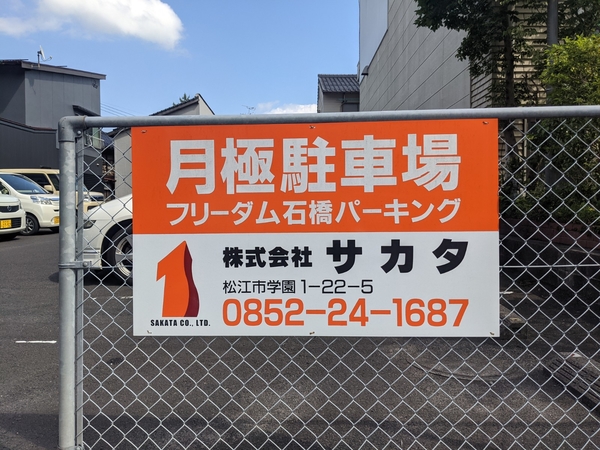 月極駐車場
フリーダム石橋パーキング
株式会社 サカタ
松江市学園1-22-5
0852-24-1687
SAKATA CO., LTD.